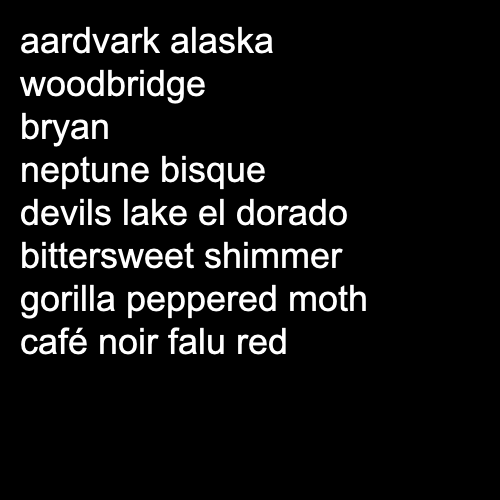 aardvark alaska
woodbridge
bryan
neptune bisque
devils lake el dorado
bittersweet shimmer
gorilla peppered moth
café noir falu red